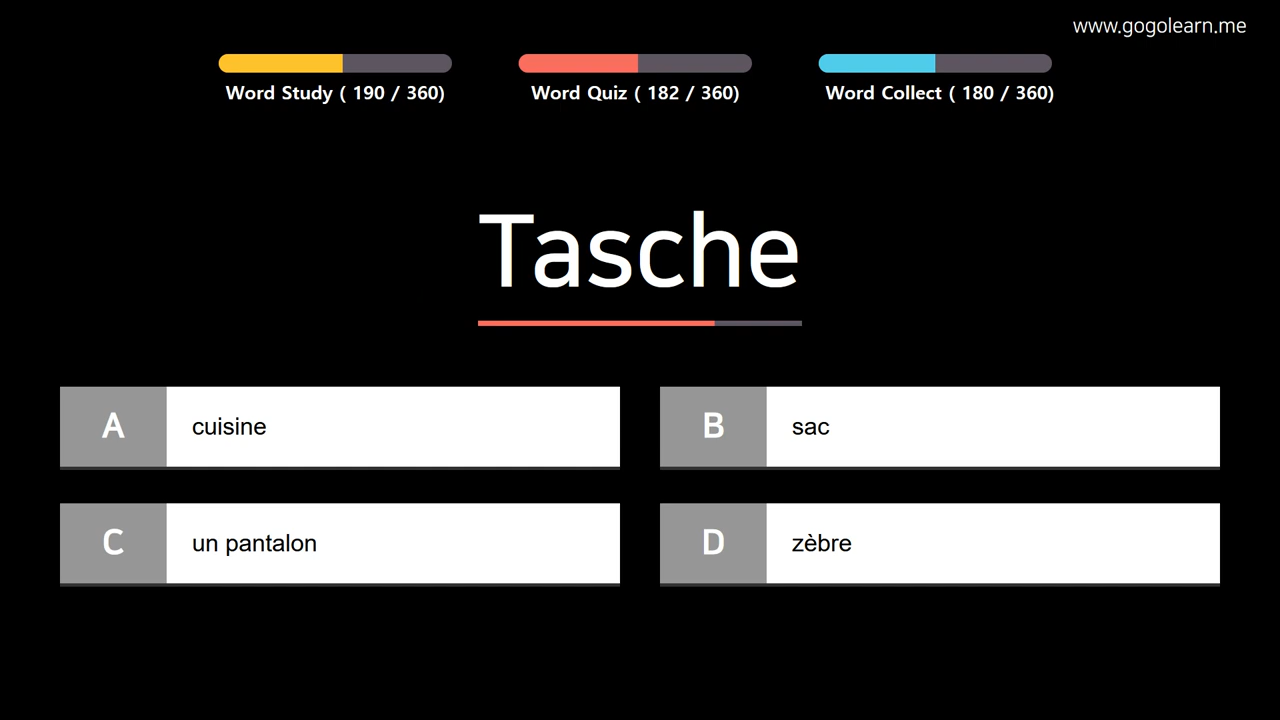 www.gogolearn.me
Word Study ( 190 / 360)
Word Quiz ( 182 / 360)
Word Collect ( 180 / 360)
Tasche
A
cuisine
B
sac
C
un pantalon
D
zèbre